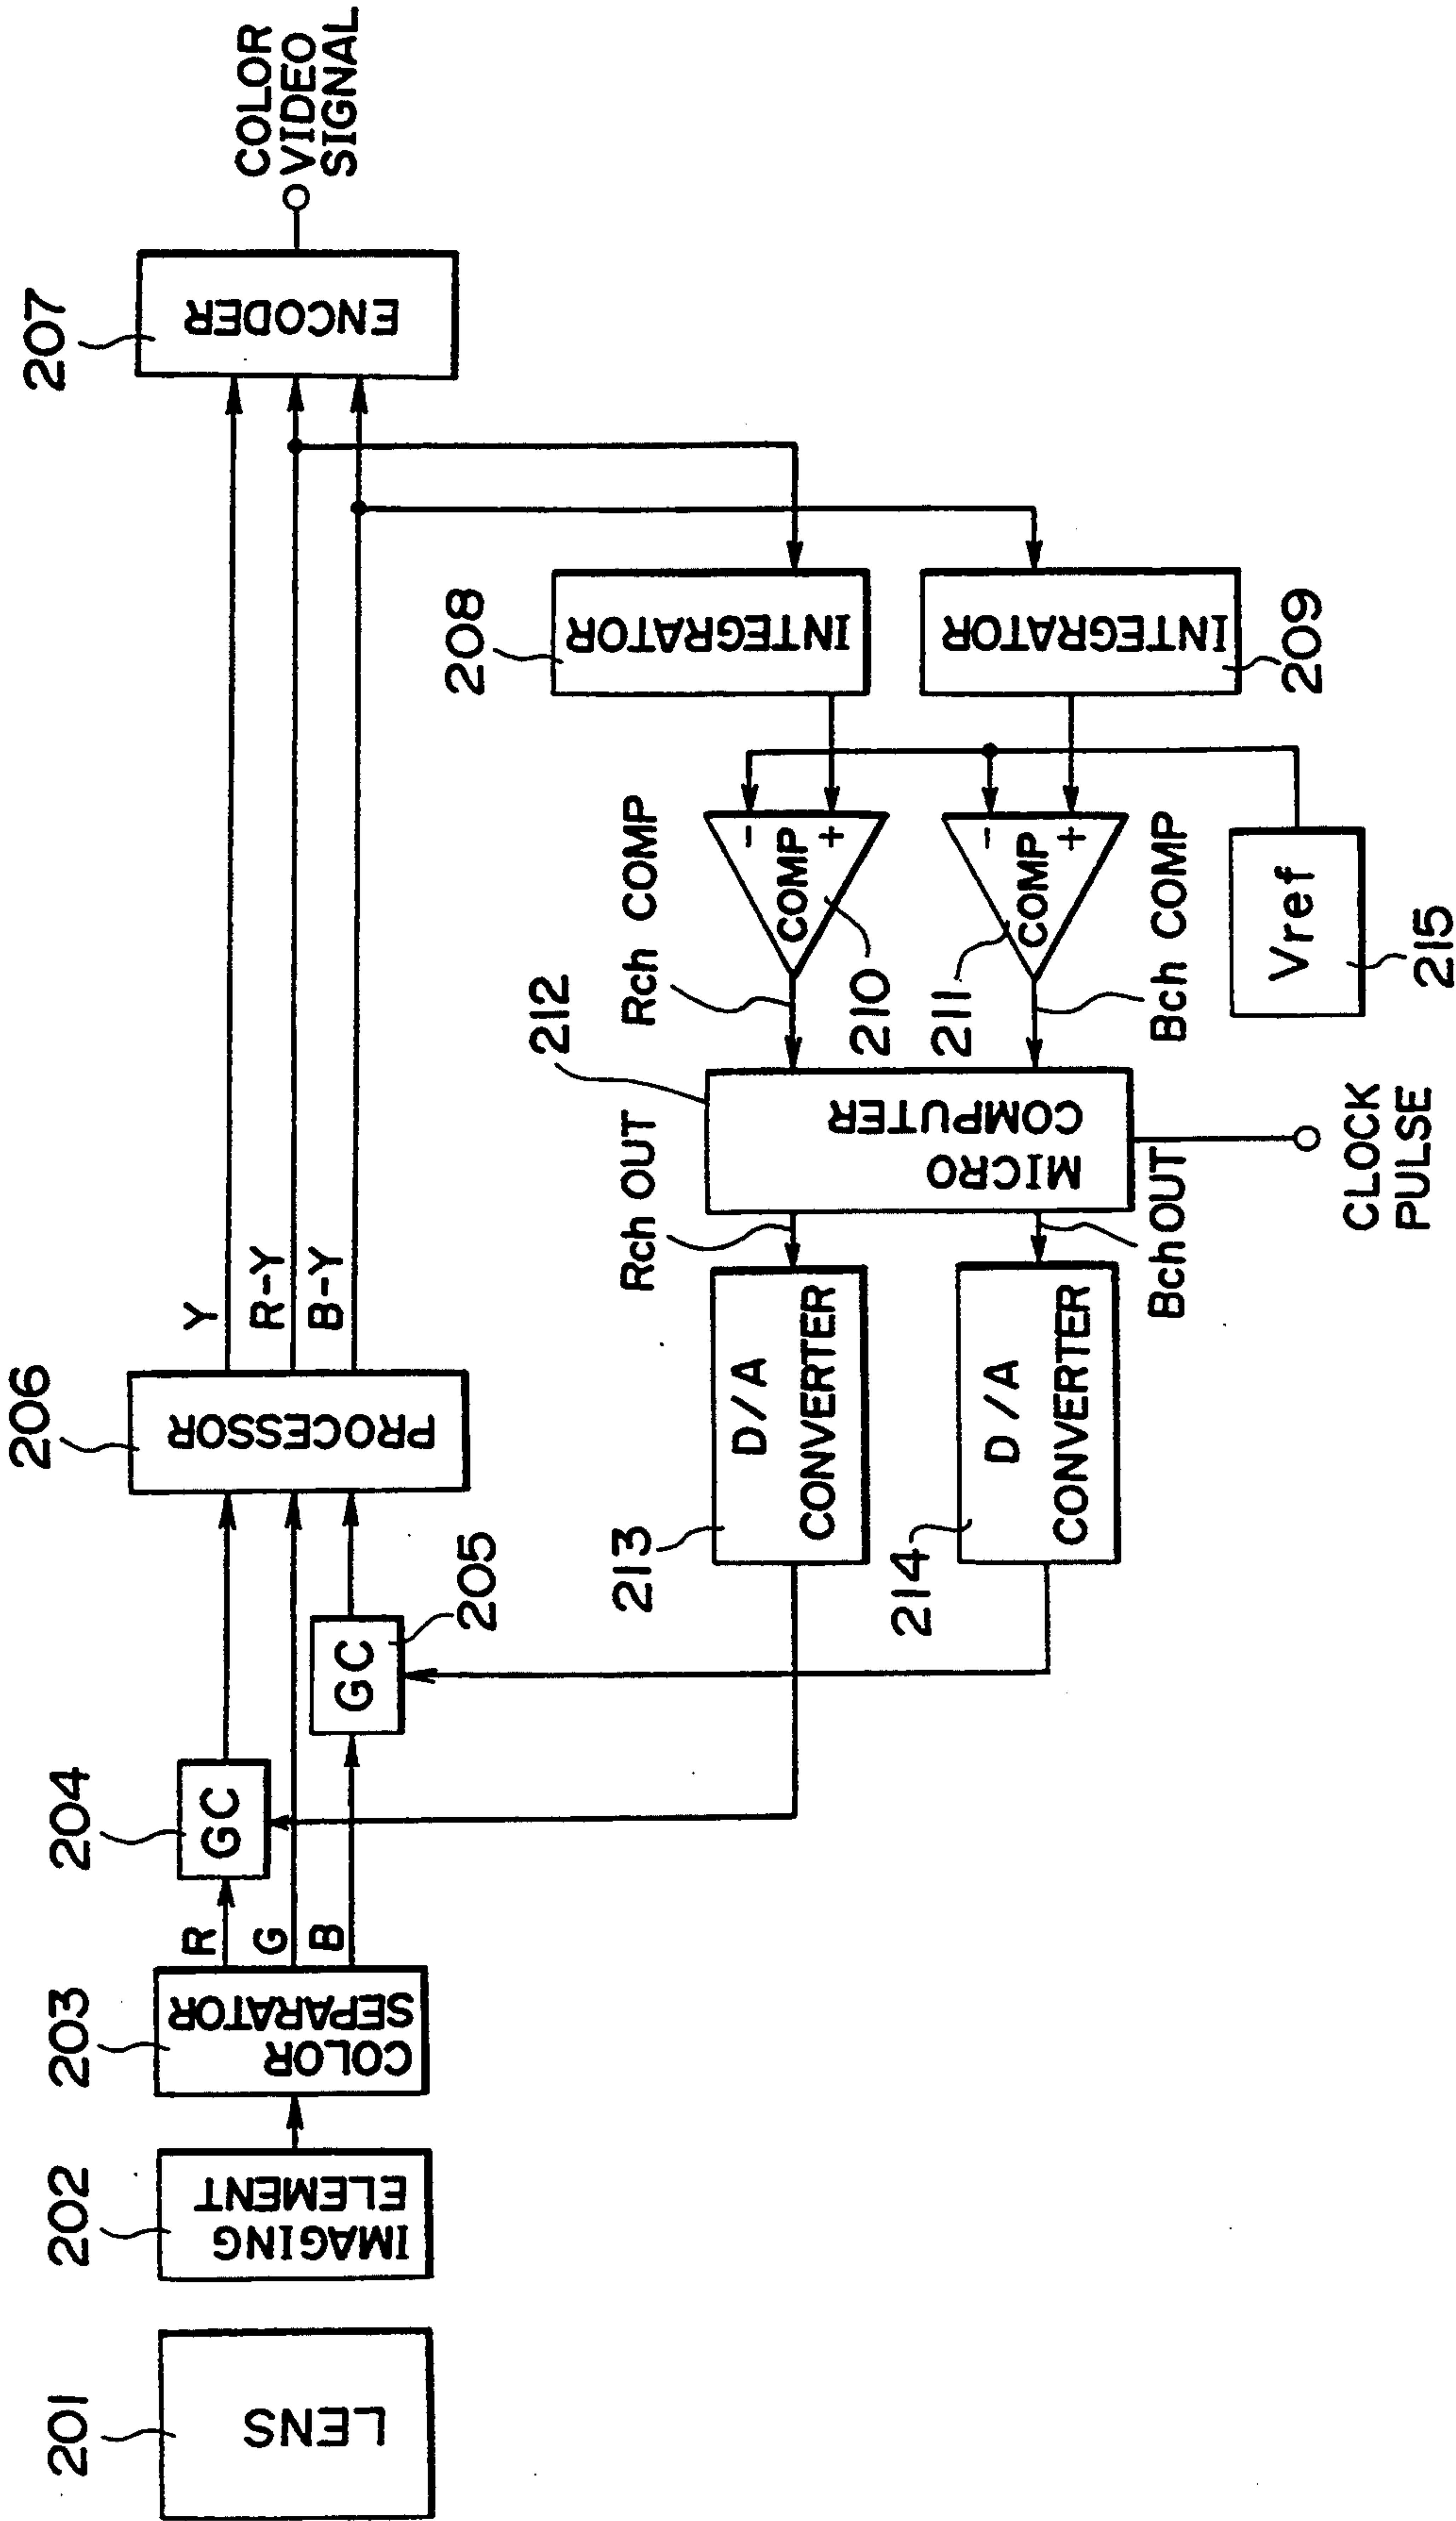 201
LENS
202
IMAGING
ELEMENT
203
COLOR
SEPARATOR
R
G
B
204
GC
GC
205
206
PROCESSOR
Y
R-Y
B-Y
207
ENCODER
COLOR
VIDEO
SIGNAL
213
D/A
CONVERTER
214
D/A
CONVERTER
Rch OUT
Bch OUT
212
MICRO
COMPUTER
CLOCK
PULSE
Rch COMP
COMP
-
+
210
211
COMP
-
+
Bch COMP
208
INTEGRATOR
INTEGRATOR
209
Vref
215